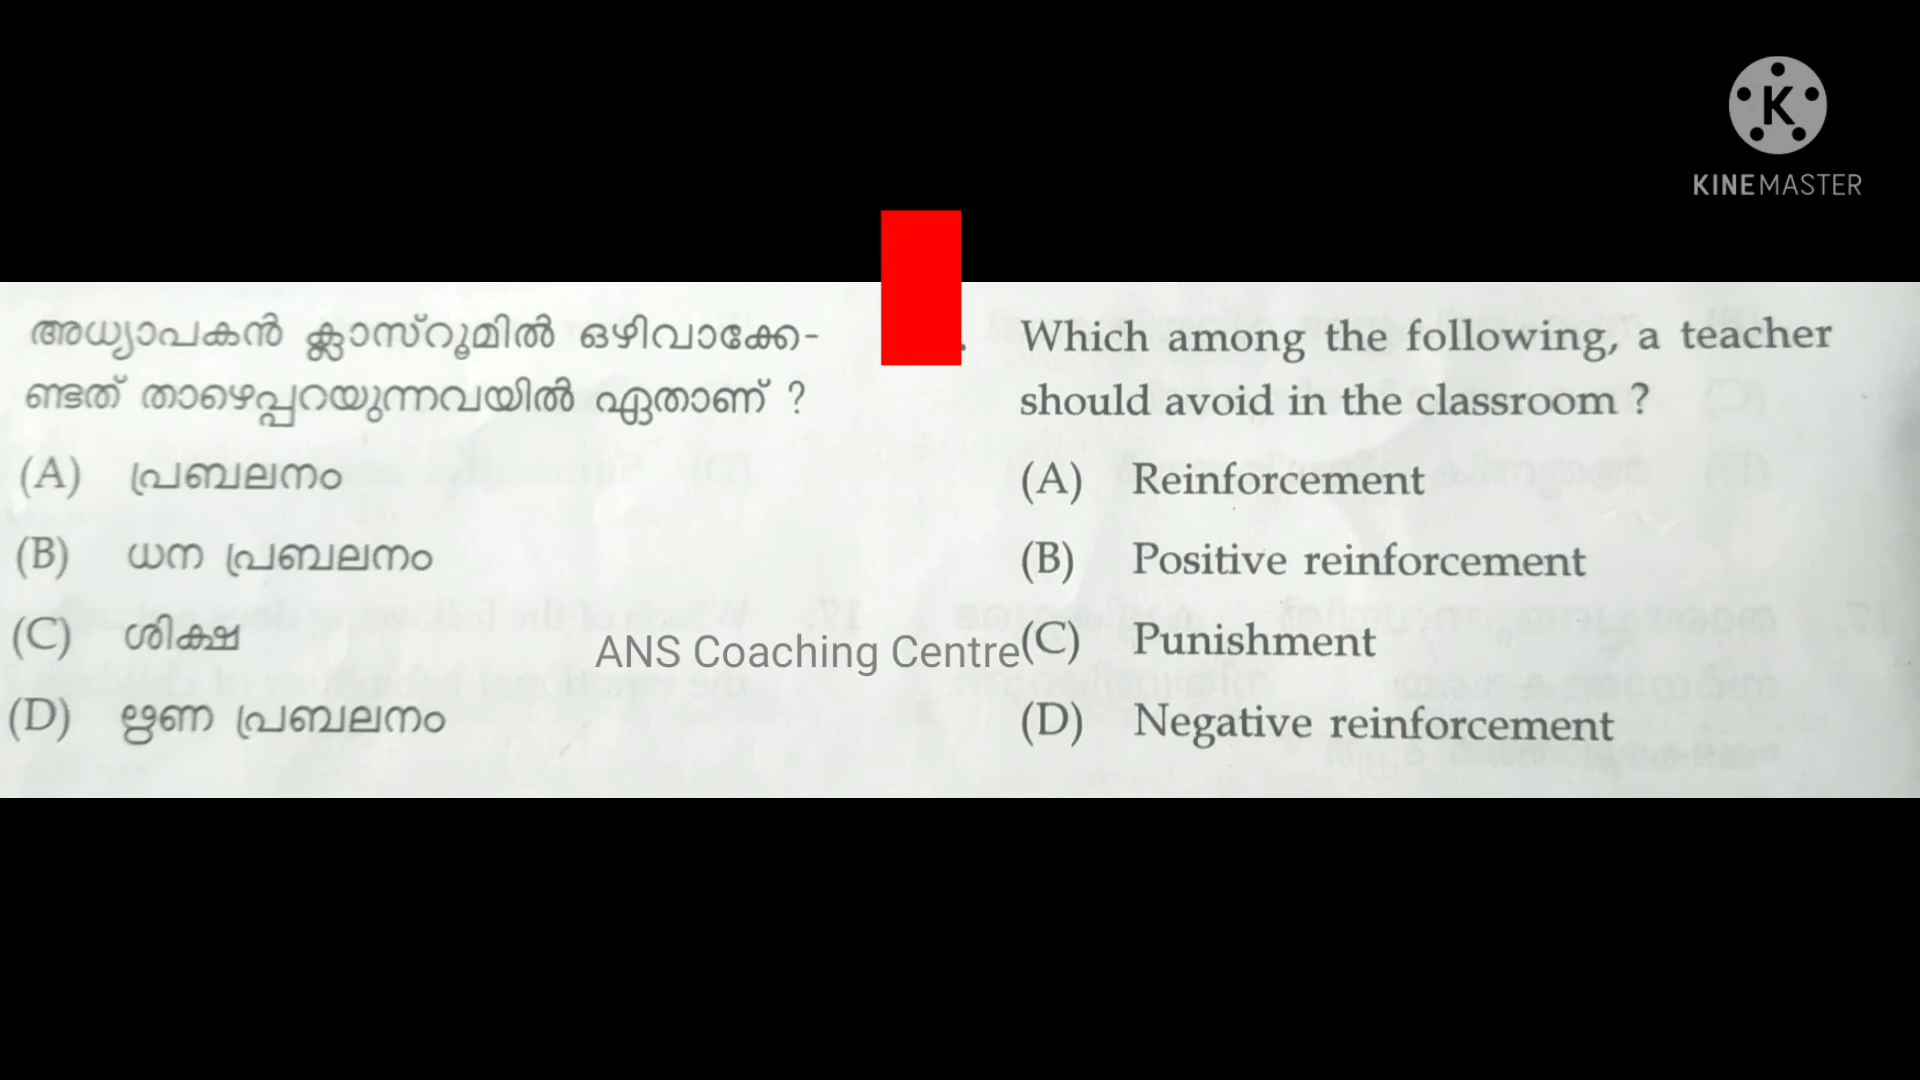 K
KINEMASTER
അധ്യാപകൻ ക്ലാസ്റൂമിൽ ഒഴിവാക്കേ-
ണ്ടത് താഴെപ്പറയുന്നവയിൽ ഏതാണ് ?
(A) പ്രബലനം
(B) ധന പ്രബലനം
(C) ശിക്ഷ
(D) ഋണ പ്രബലനം
ANS Coaching Centre
Which among the following, a teacher
should avoid in the classroom ?
(A) Reinforcement
(B) Positive reinforcement
(C) Punishment
(D) Negative reinforcement